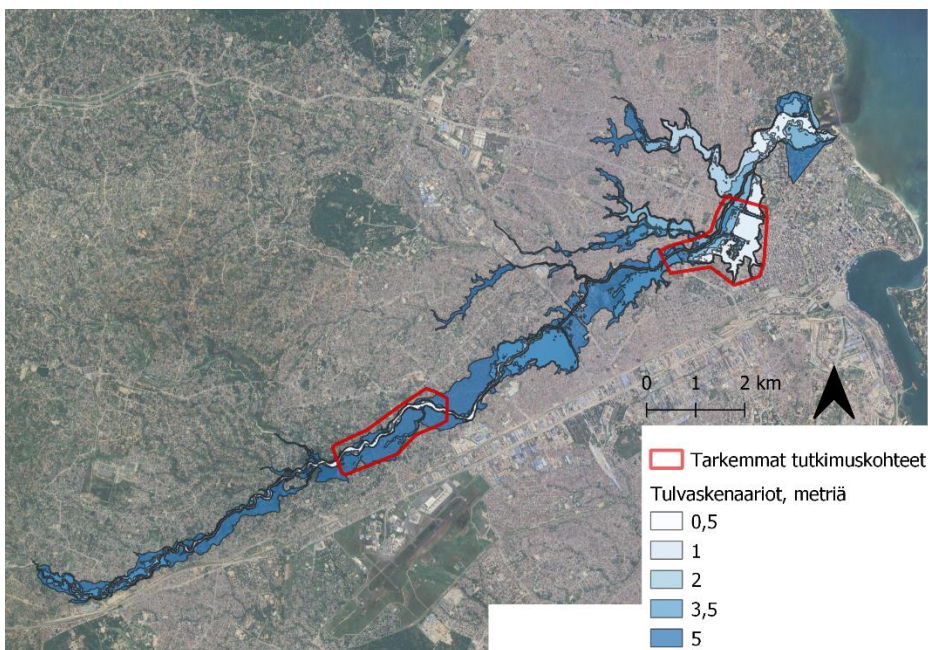 0 1 2 km
Tarkemmat tutkimuskohteet
Tulvaskenaariot, metriä
0,5
1
2
3,5
5